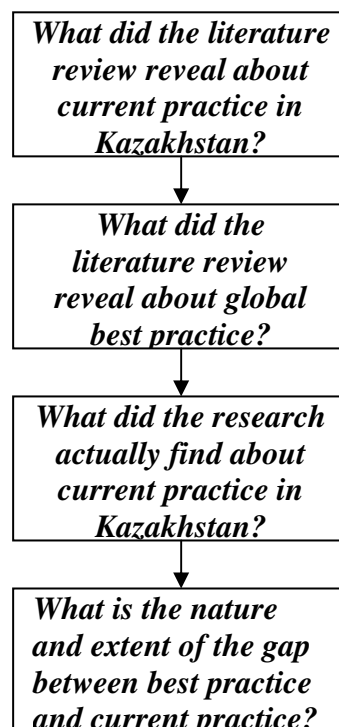 What did the literature
review reveal about
current practice in
Kazakhstan?
What did the
literature review
reveal about global
best practice?
What did the research
actually find about
current practice in
Kazakhstan?
What is the nature
and extent of the gap
between best practice
and current practice?